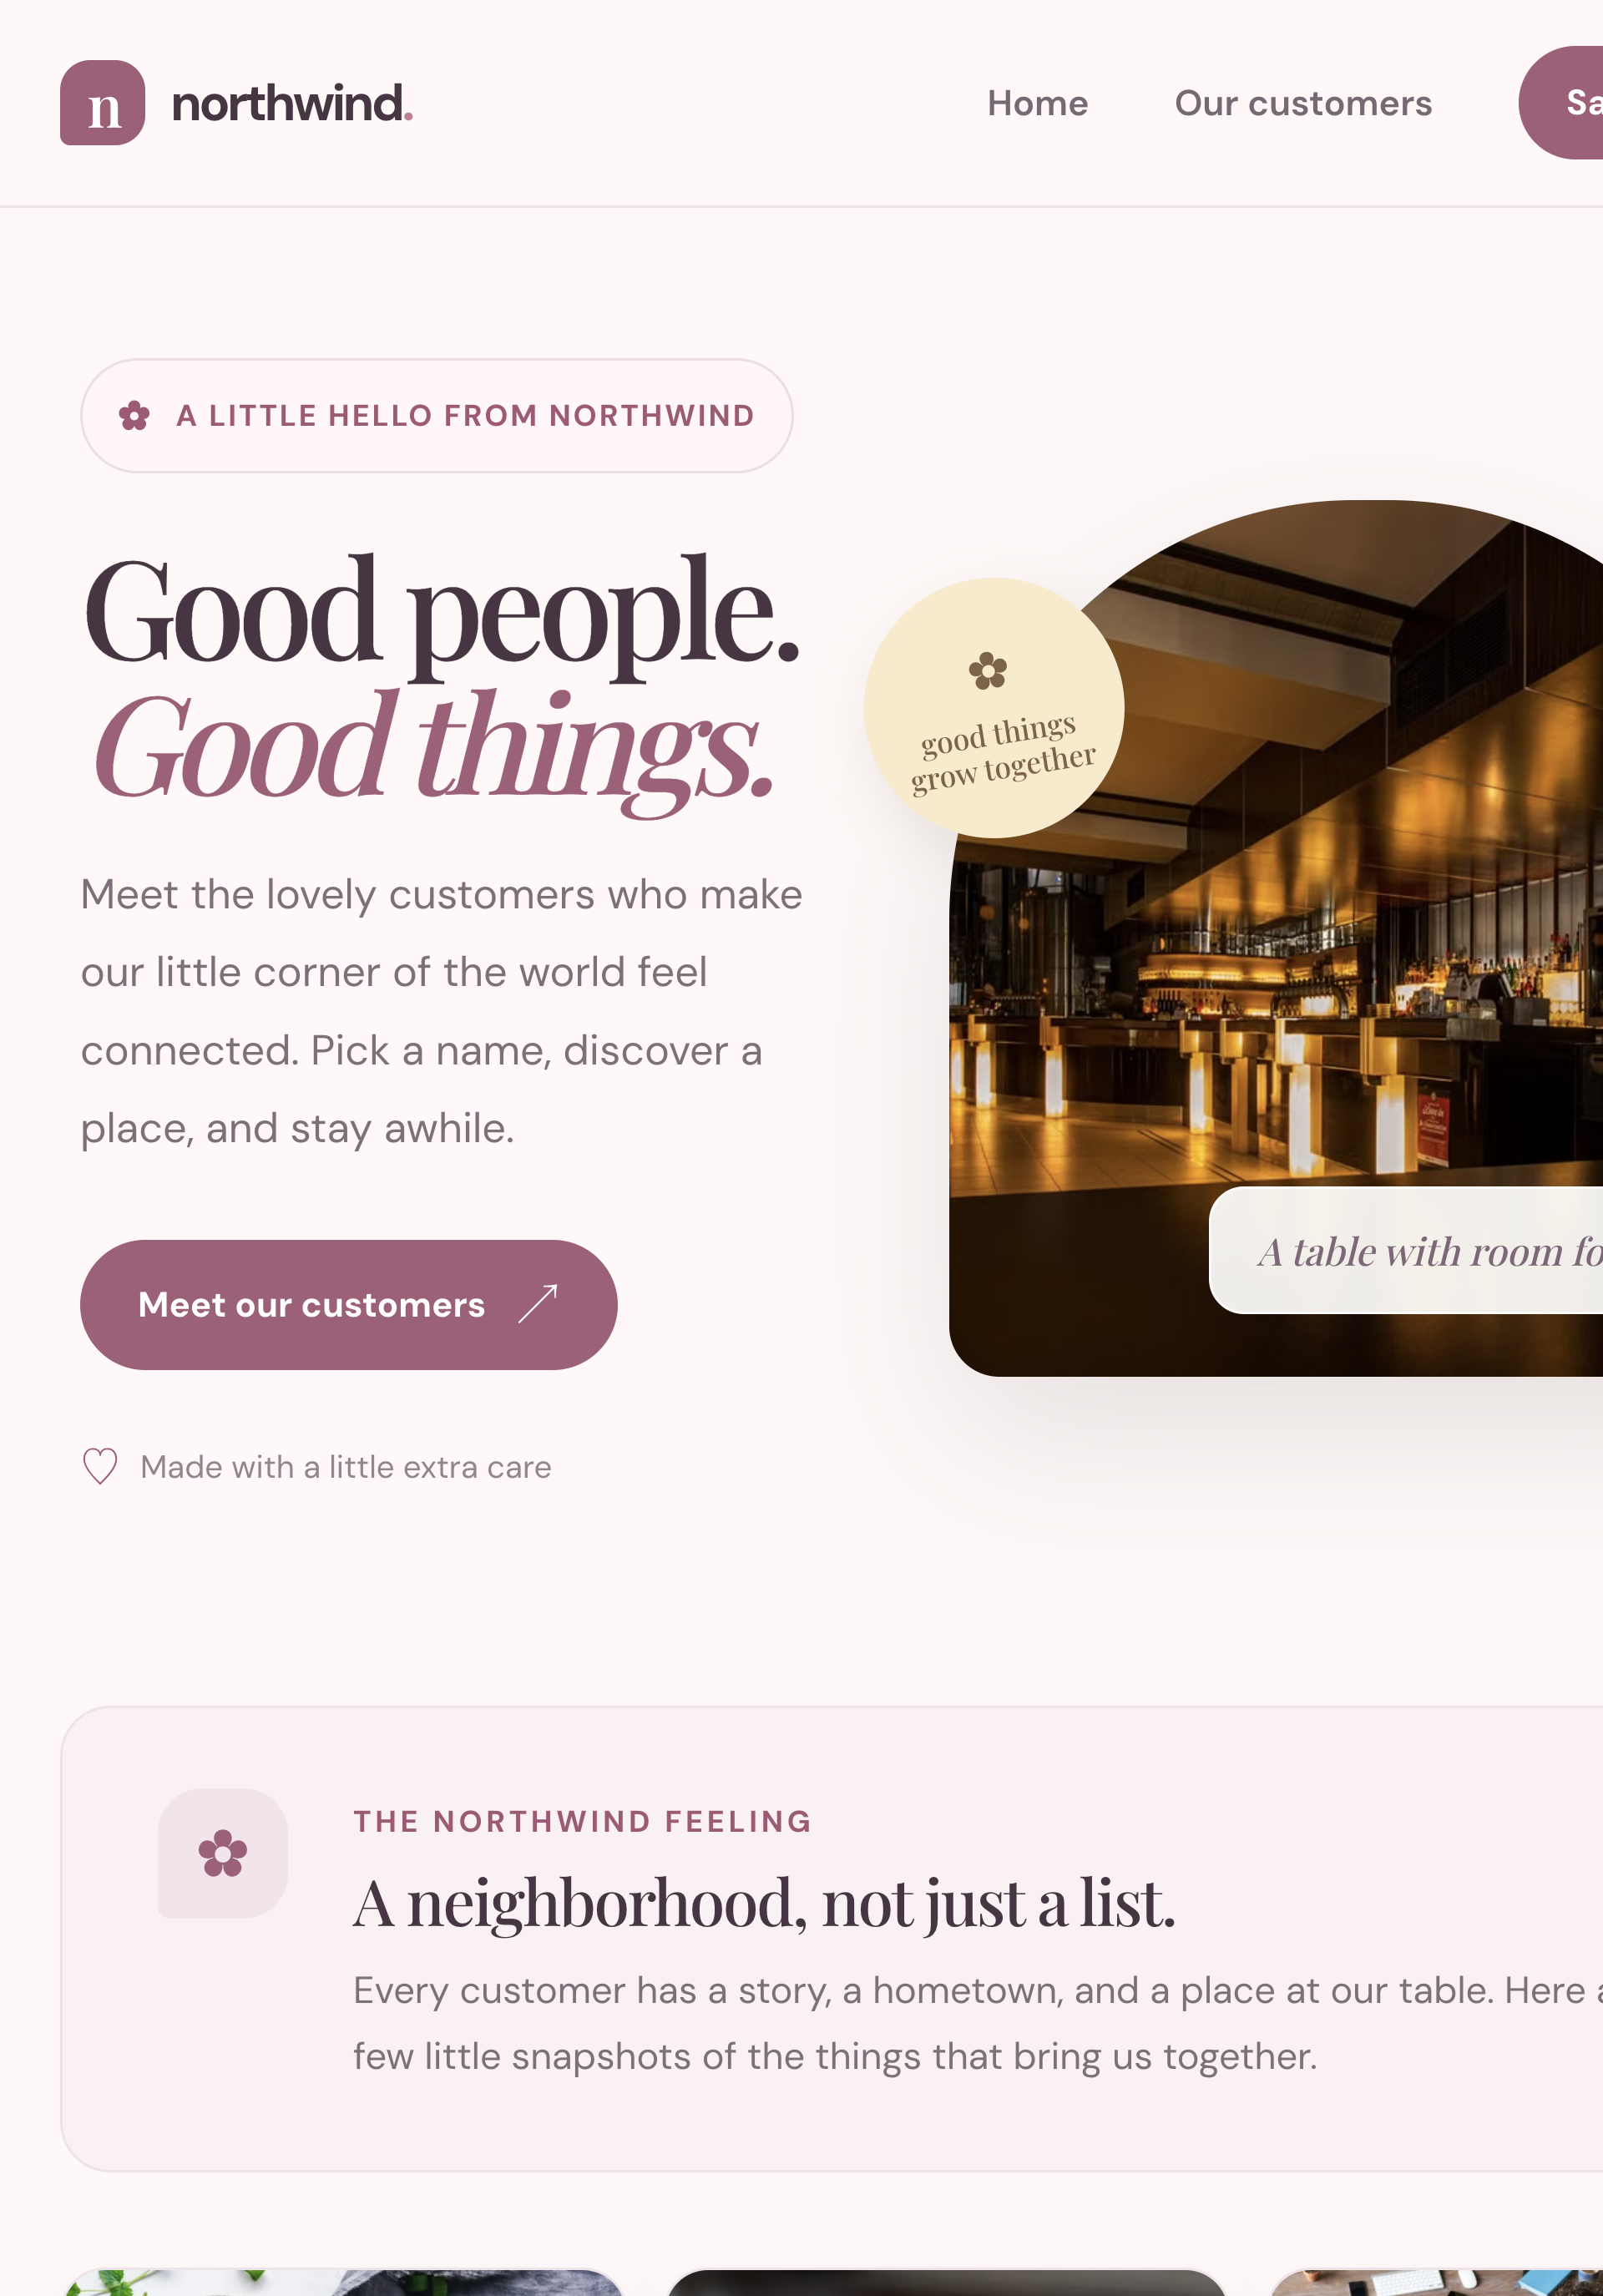 n northwind.
Home
Our customers
A LITTLE HELLO FROM NORTHWIND
Good people.
Good things.
good things
grow together
Meet the lovely customers who make
our little corner of the world feel
connected. Pick a name, discover a
place, and stay awhile.
A table with room
Meet our customers
Made with a little extra care
THE NORTHWIND FEELING
A neighborhood, not just a list.
Every customer has a story, a hometown, and a place at our table. Here
few little snapshots of the things that bring us together.